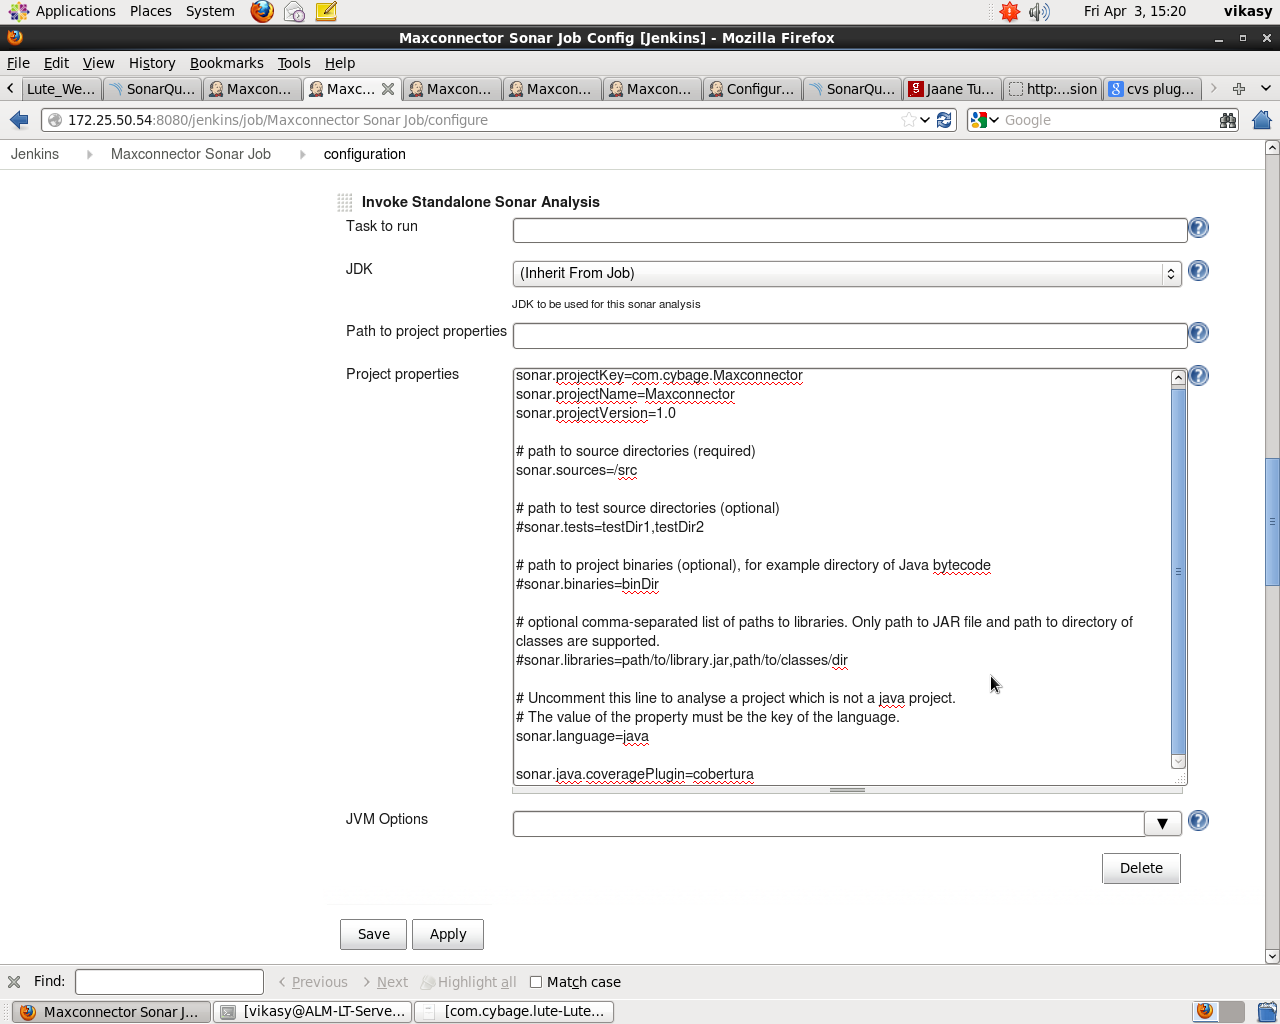 Applications Places System Fri Apr 3, 15:20 vikasy
Maxconnector Sonar Job Config [Jenkins] - Mozilla Firefox
File Edit View History Bookmarks Tools Help
Lute_We... SonarQu... Maxcon... Maxc... Maxcon... Maxcon... Maxcon... Configur... SonarQu... Jaane Tu... http:...sion cvs plug...
172.25.50.54:8080/jenkins/job/Maxconnector Sonar Job/configure Google
Jenkins Maxconnector Sonar Job configuration
Invoke Standalone Sonar Analysis
Task to run
JDK (Inherit From Job)
JDK to be used for this sonar analysis
Path to project properties
Project properties
sonar.projectKey=com.cybage.Maxconnector
sonar.projectName=Maxconnector
sonar.projectVersion=1.0
# path to source directories (required)
sonar.sources=/src
# path to test source directories (optional)
#sonar.tests=testDir1,testDir2
# path to project binaries (optional), for example directory of Java bytecode
#sonar.binaries=binDir
# optional comma-separated list of paths to libraries. Only path to JAR file and path to directory of
classes are supported.
#sonar.libraries=path/to/library.jar,path/to/classes/dir
# Uncomment this line to analyse a project which is not a java project.
# The value of the property must be the key of the language.
sonar.language=java
sonar.java.coveragePlugin=cobertura
JVM Options
Delete
Save Apply
Find: Previous Next Highlight all Match case
Maxconnector Sonar J... [vikasy@ALM-LT-Serve... [com.cybage.lute-Lute...